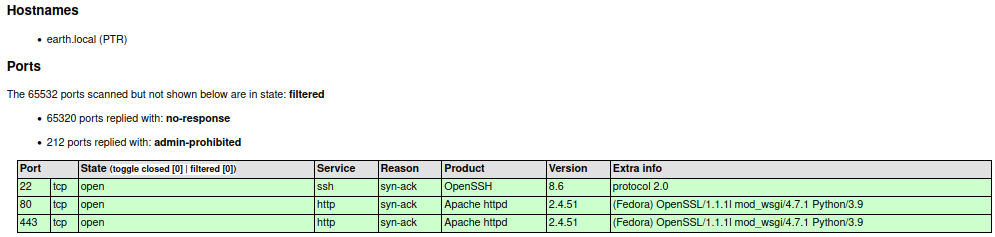 Hostnames
• earth.local (PTR)
Ports
The 65532 ports scanned but not shown below are in state: filtered
• 65320 ports replied with: no-response
• 212 ports replied with: admin-prohibited
Port State (toggle closed [0] | filtered [0]) Service Reason Product Version Extra info
22 tcp open ssh syn-ack OpenSSH 8.6 protocol 2.0
80 tcp open http syn-ack Apache httpd 2.4.51 (Fedora) OpenSSL/1.1.1l mod_wsgi/4.7.1 Python/3.9
443 tcp open http syn-ack Apache httpd 2.4.51 (Fedora) OpenSSL/1.1.1l mod_wsgi/4.7.1 Python/3.9